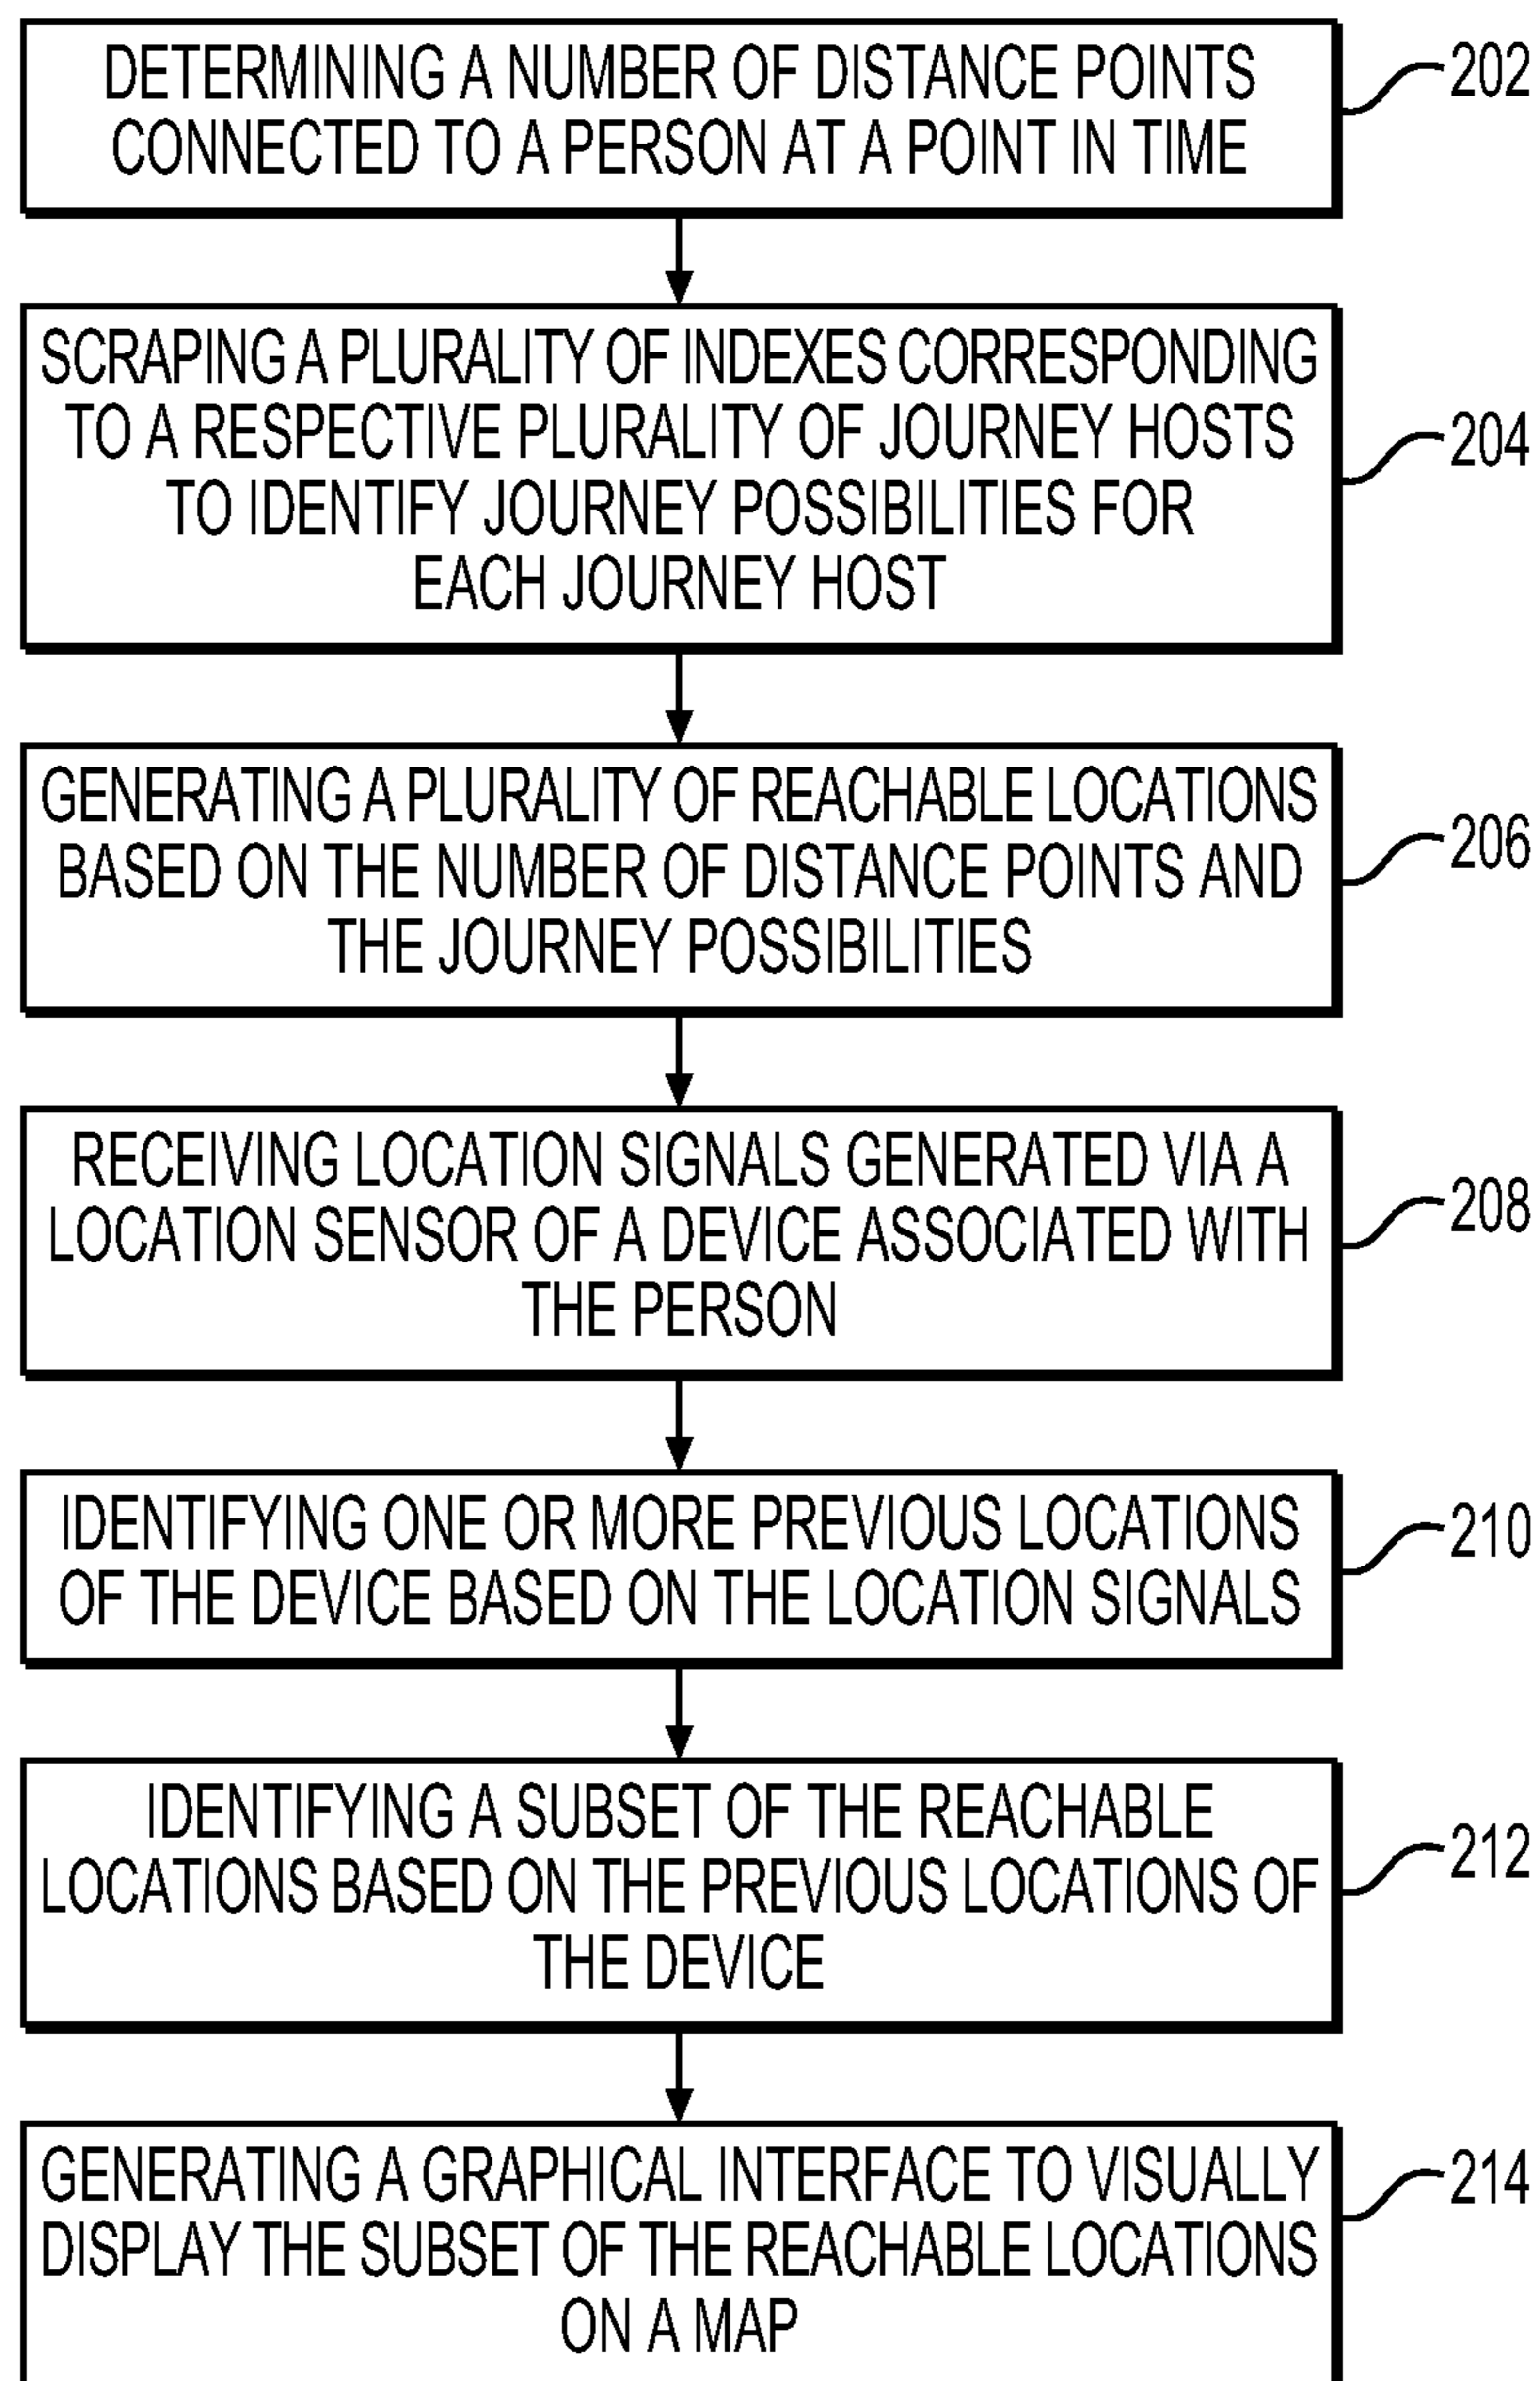 DETERMINING A NUMBER OF DISTANCE POINTS
CONNECTED TO A PERSON AT A POINT IN TIME
202
SCRAPING A PLURALITY OF INDEXES CORRESPONDING
TO A RESPECTIVE PLURALITY OF JOURNEY HOSTS
TO IDENTIFY JOURNEY POSSIBILITIES FOR
EACH JOURNEY HOST
204
GENERATING A PLURALITY OF REACHABLE LOCATIONS
BASED ON THE NUMBER OF DISTANCE POINTS AND
THE JOURNEY POSSIBILITIES
206
RECEIVING LOCATION SIGNALS GENERATED VIA A
LOCATION SENSOR OF A DEVICE ASSOCIATED WITH
THE PERSON
208
IDENTIFYING ONE OR MORE PREVIOUS LOCATIONS
OF THE DEVICE BASED ON THE LOCATION SIGNALS
210
IDENTIFYING A SUBSET OF THE REACHABLE
LOCATIONS BASED ON THE PREVIOUS LOCATIONS OF
THE DEVICE
212
GENERATING A GRAPHICAL INTERFACE TO VISUALLY
DISPLAY THE SUBSET OF THE REACHABLE LOCATIONS
ON A MAP
214